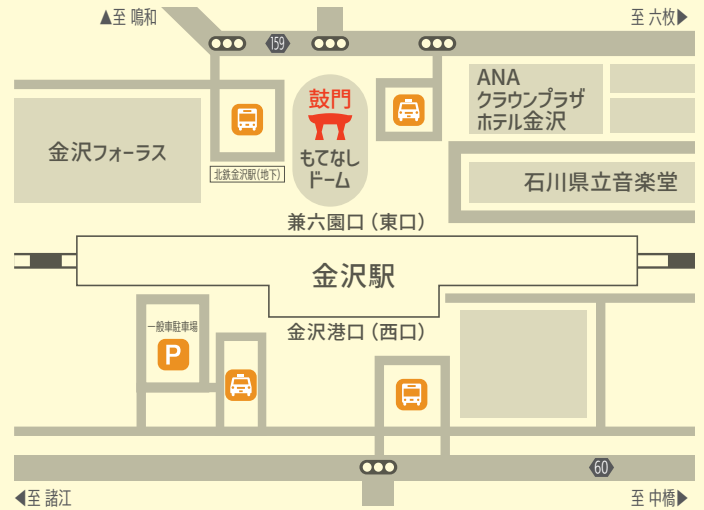 ▲至 鳴和
159
至 六枚▶
ANA
クラウンプラザ
ホテル金沢
鼓門
もてなし
ドーム
金沢フォーラス
北鉄金沢駅(地下)
石川県立音楽堂
兼六園口（東口）
金沢駅
金沢港口（西口）
一般車駐車場
P
60
◀至 諸江
至 中橋▶